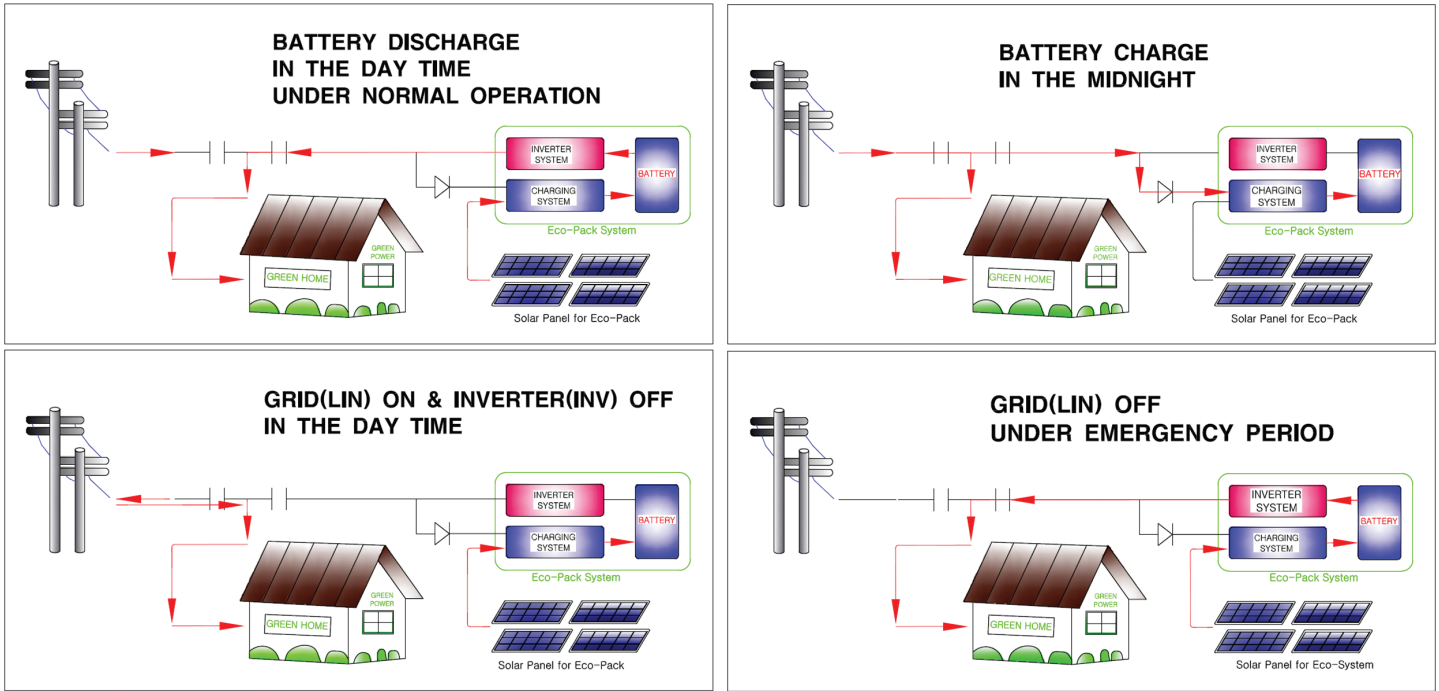 BATTERY DISCHARGE
IN THE DAY TIME
UNDER NORMAL OPERATION
INVERTER
SYSTEM
BATTERY
CHARGING
SYSTEM
Eco-Pack System
GREEN
POWER
GREEN HOME
Solar Panel for Eco-Pack
BATTERY CHARGE
IN THE MIDNIGHT
INVERTER
SYSTEM
BATTERY
CHARGING
SYSTEM
Eco-Pack System
GREEN
POWER
GREEN HOME
Solar Panel for Eco-Pack
GRID(LIN) ON & INVERTER(INV) OFF
IN THE DAY TIME
INVERTER
SYSTEM
BATTERY
CHARGING
SYSTEM
Eco-Pack System
GREEN
POWER
GREEN HOME
Solar Panel for Eco-Pack
GRID(LIN) OFF
UNDER EMERGENCY PERIOD
INVERTER
SYSTEM
BATTERY
CHARGING
SYSTEM
Eco-Pack System
GREEN
POWER
GREEN HOME
Solar Panel for Eco-System